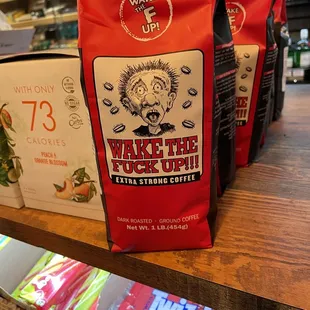 WAKE
THE
F
UP!
WAKE THE
FUCK UP!!!
EXTRA STRONG COFFEE
DARK ROASTED · GROUND COFFEE
Net Wt. 1 LB.(454g)
WITH ONLY
73
CALORIES
PEACH &